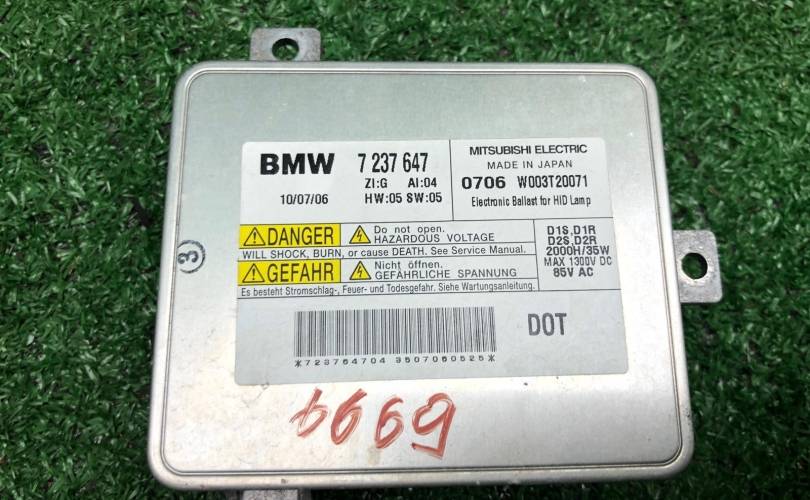 BMW 7 237 647
ZI:G AI:04
10/07/06 HW:05 SW:05
MITSUBISHI ELECTRIC
MADE IN JAPAN
0706 W003T20071
Electronic Ballast for HID Lamp
DANGER Do not open.
HAZARDOUS VOLTAGE
WILL SHOCK, BURN, or cause DEATH. See Service Manual.
GEFAHR Nicht öffnen.
GEFÄHRLICHE SPANNUNG
Es besteht Stromschlag-, Feuer- und Todesgefahr. Siehe Wartungsanleitung.
D1S,D1R
D2S,D2R
2000H/35W
MAX 1300V DC
85V AC
*723764704 3507060525*
DOT
3